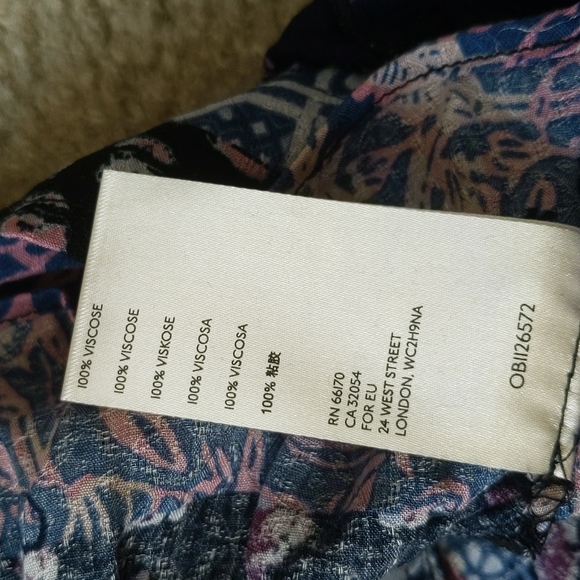 100% VISCOSE
100% VISCOSE
100% VISKOSE
100% VISCOSA
100% VISCOSA
100% 粘胶
RN 66170
CA 32054
FOR EU
24 WEST STREET
LONDON, WC2H9NA
OB1126572